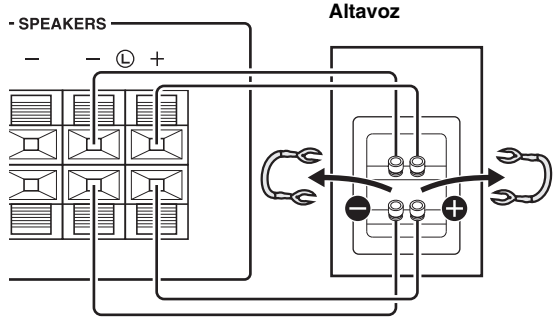 Altavoz
SPEAKERS
− − Ⓛ +
− +